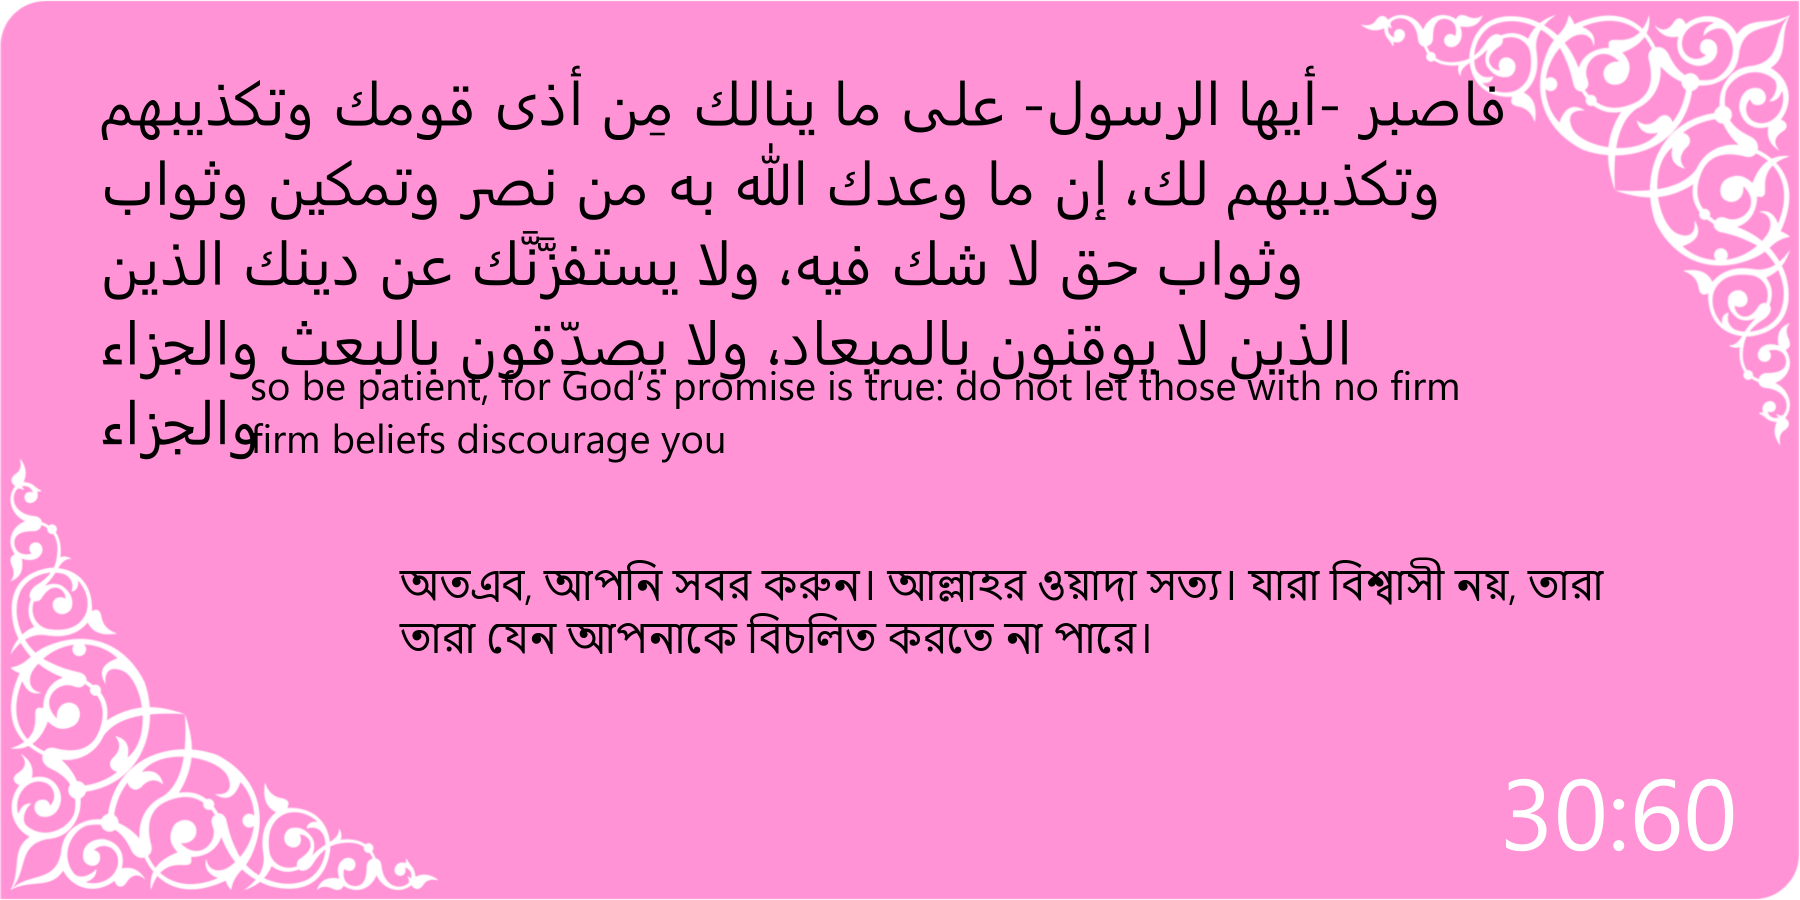 فاصبر -أيها الرسول- على ما ينالك مِن أذى قومك وتكذيبهم
وتكذيبهم لك، إن ما وعدك الله به من نصر وتمكين وثواب
وثواب حق لا شك فيه، ولا يستفزَّنَّك عن دينك الذين
الذين لا يوقنون بالميعاد، ولا يصدِّقون بالبعث والجزاء
والجزاء
so be patient, for God’s promise is true: do not let those with no firm
firm beliefs discourage you
অতএব, আপনি সবর করুন। আল্লাহর ওয়াদা সত্য। যারা বিশ্বাসী নয়, তারা
তারা যেন আপনাকে বিচলিত করতে না পারে।
30:60